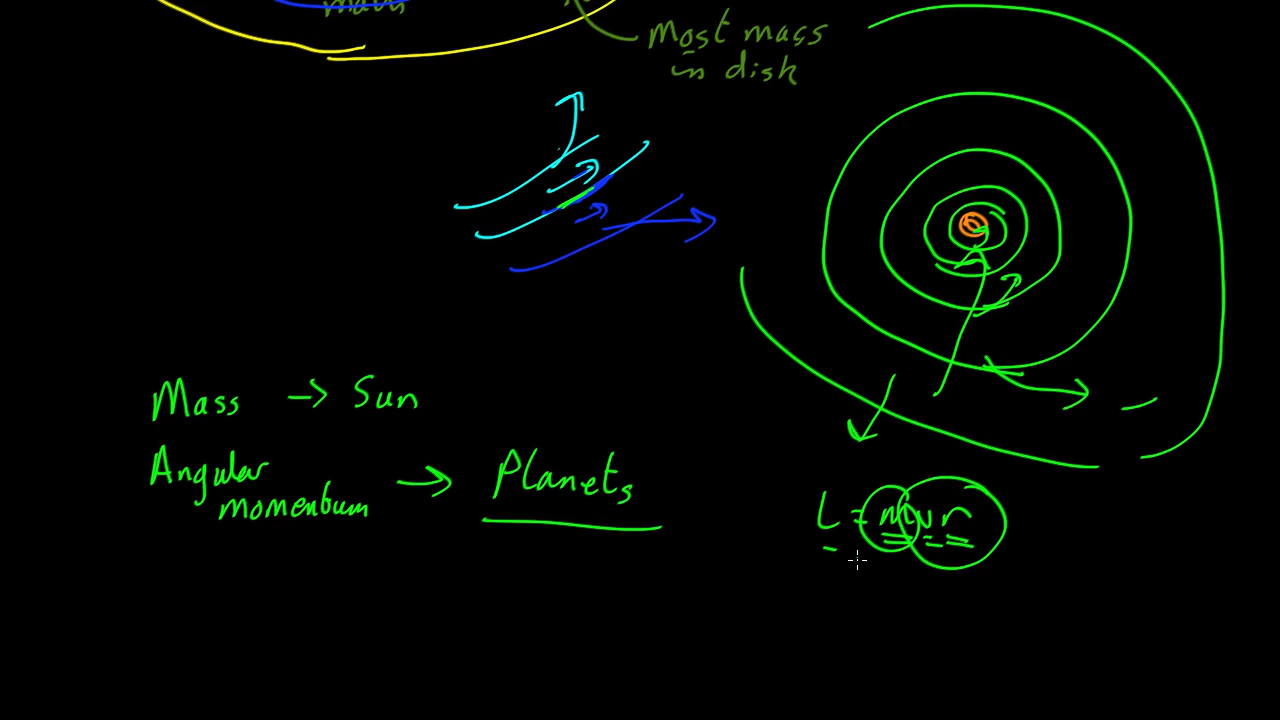 Most mass
in disk
Mass → Sun
Angular
momentum → Planets
L = mvr